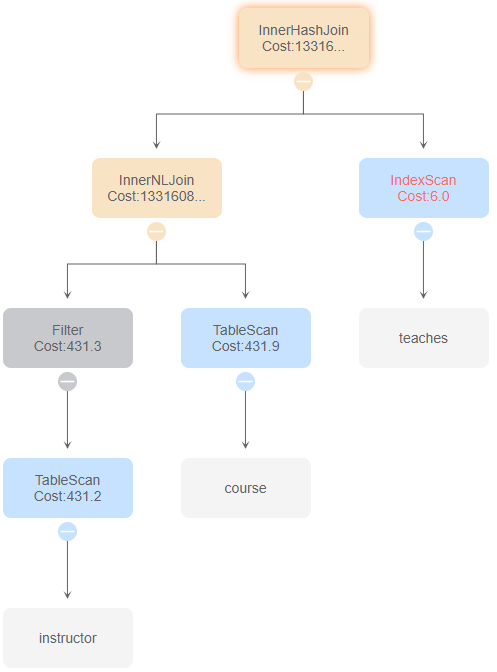 InnerHashJoin
Cost:13316...
InnerNLJoin
Cost:1331608...
IndexScan
Cost:6.0
Filter
Cost:431.3
TableScan
Cost:431.9
teaches
TableScan
Cost:431.2
course
instructor